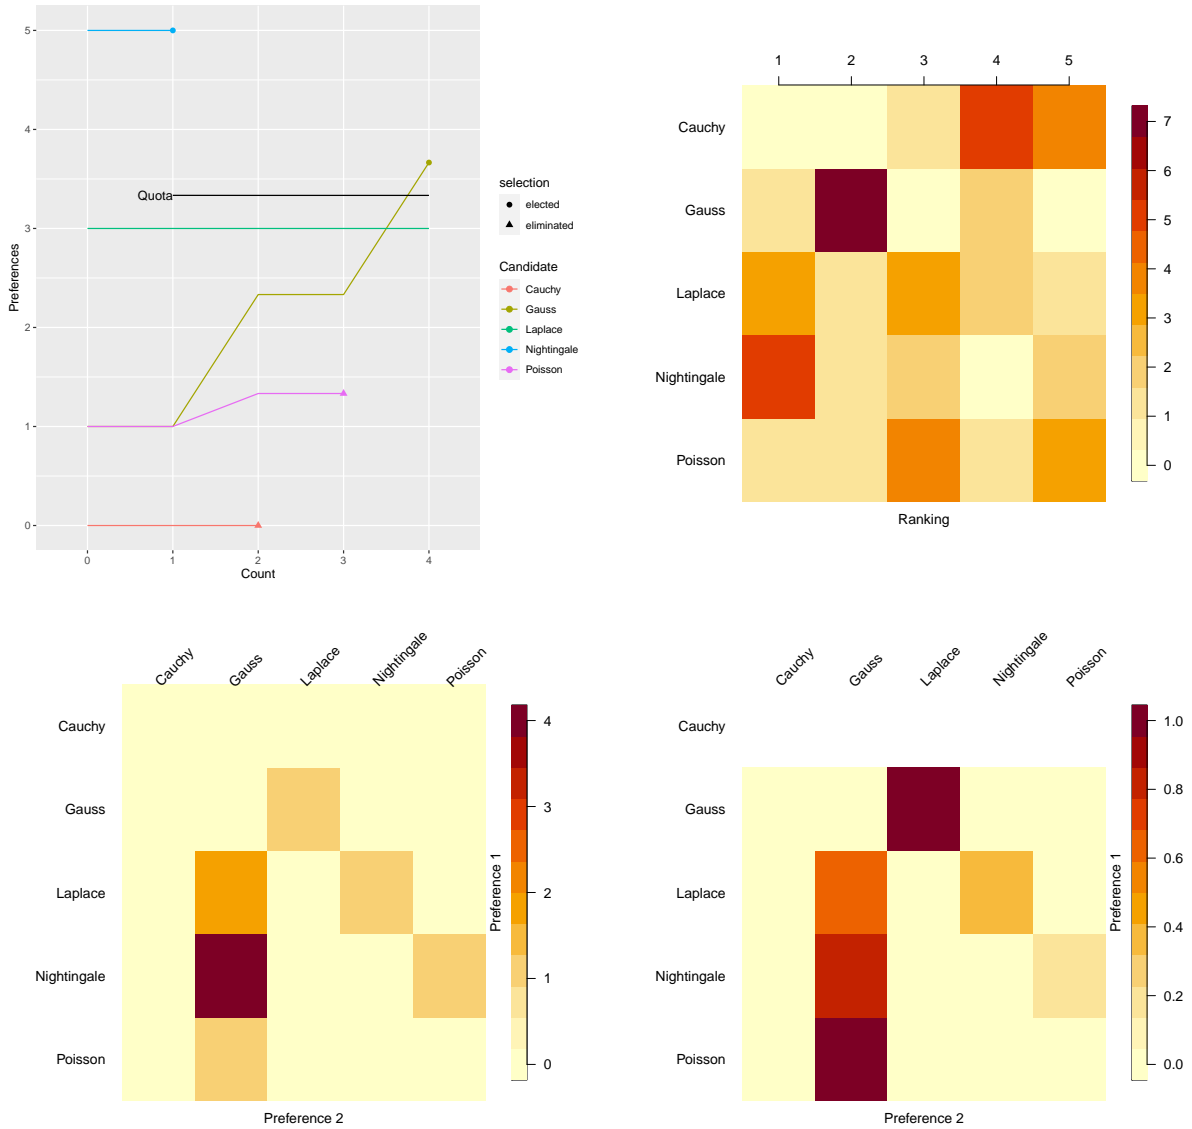 5
4
3
2
1
0
Preferences
Quota
0 1 2 3 4
Count
selection
elected
eliminated
Candidate
Cauchy
Gauss
Laplace
Nightingale
Poisson
1 2 3 4 5
Cauchy
Gauss
Laplace
Nightingale
Poisson
Ranking
7
6
5
4
3
2
1
0
Cauchy Gauss Laplace Nightingale Poisson
Cauchy
Gauss
Laplace
Nightingale
Poisson
Preference 2
Preference 1
4
3
2
1
0
Cauchy Gauss Laplace Nightingale Poisson
Cauchy
Gauss
Laplace
Nightingale
Poisson
Preference 2
Preference 1
1.0
0.8
0.6
0.4
0.2
0.0